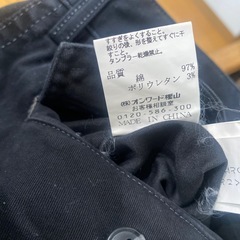 すすぎをよくすること。
絞りの後、形を整えてすぐに干
すこと。
タンブラー乾燥禁止。
品質 綿 97%
ポリウレタン 3%
㈱オンワード樫山
お客様相談室
0120-586-300
MADE IN CHINA